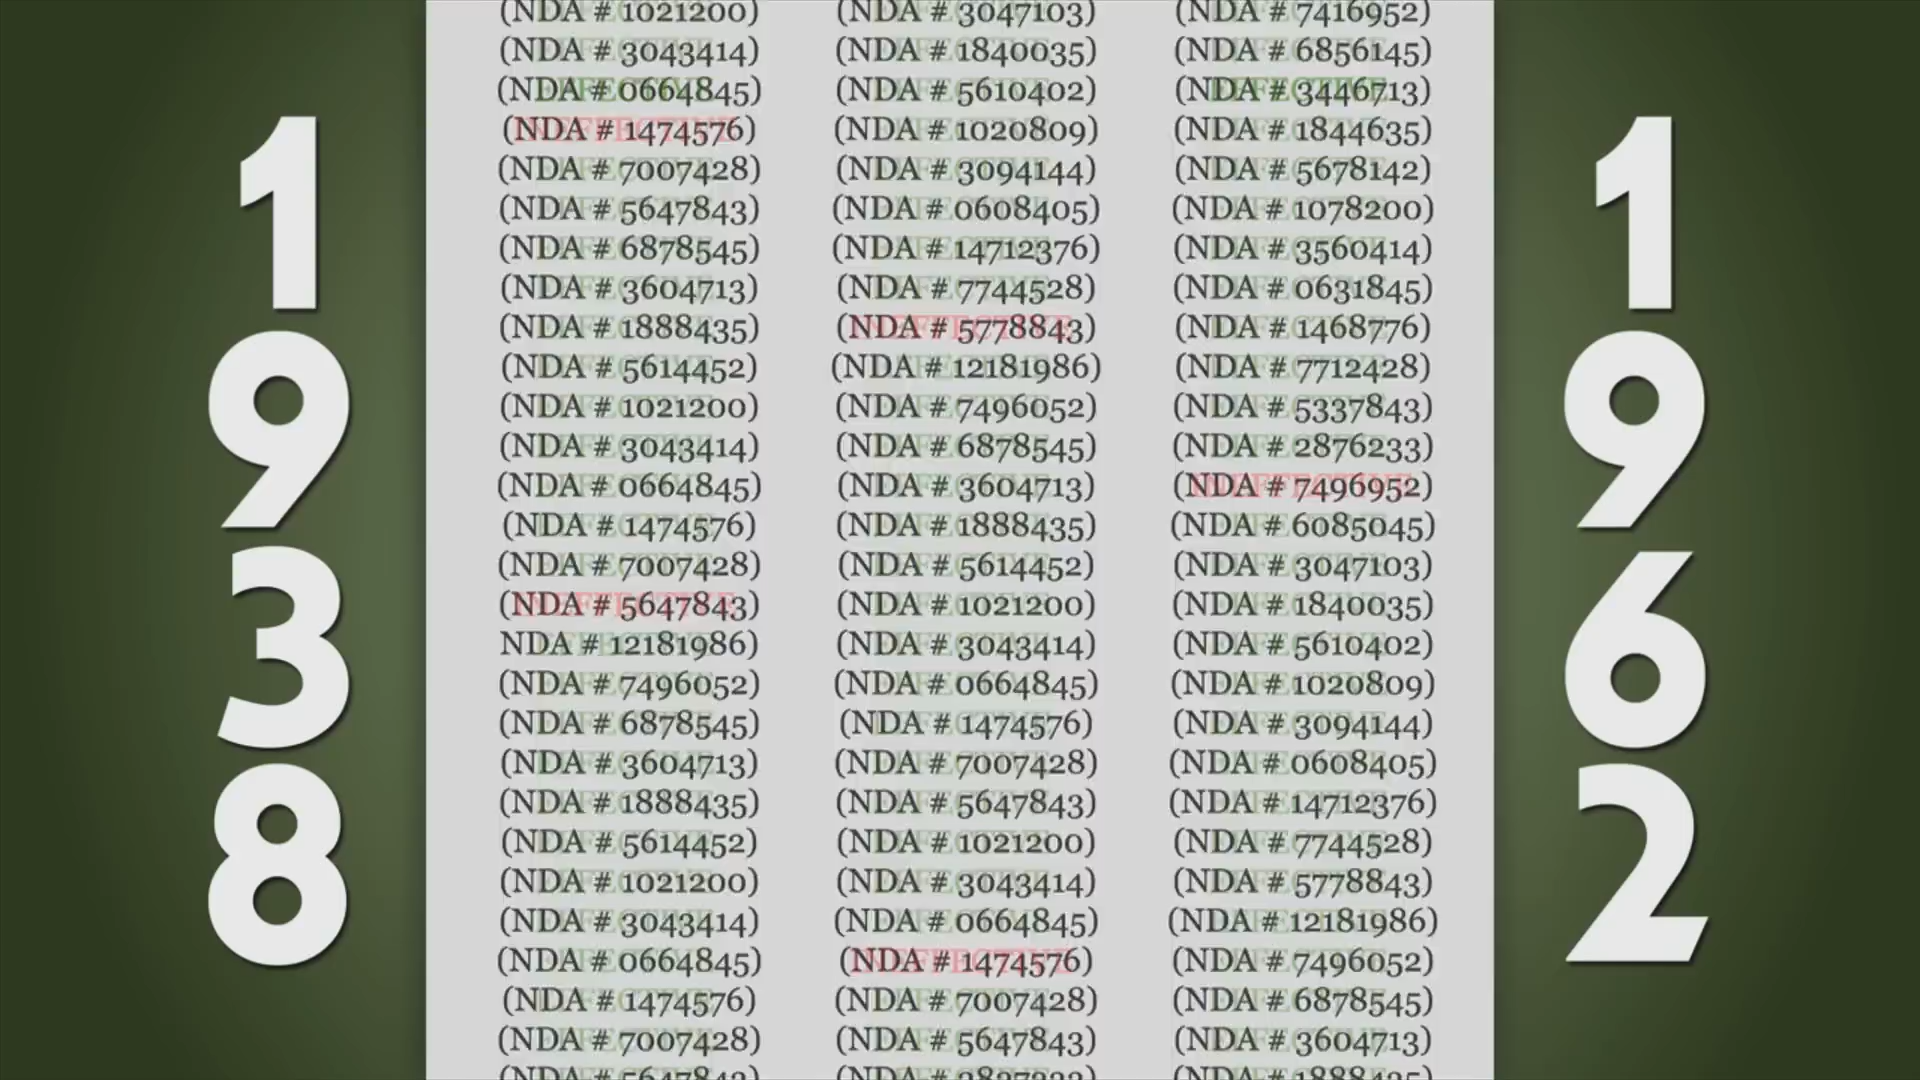 1938
(NDA # 1021200) (NDA # 3047103) (NDA # 7416952)
(NDA # 3043414) (NDA # 1840035) (NDA # 6856145)
(NDA # 0664845) (NDA # 5610402) (NDA # 3446713)
(NDA # 1474576) (NDA # 1020809) (NDA # 1844635)
(NDA # 7007428) (NDA # 3094144) (NDA # 5678142)
(NDA # 5647843) (NDA # 0608405) (NDA # 1078200)
(NDA # 6878545) (NDA # 14712376) (NDA # 3560414)
(NDA # 3604713) (NDA # 7744528) (NDA # 0631845)
(NDA # 1888435) (NDA # 5778843) (NDA # 1468776)
(NDA # 5614452) (NDA # 12181986) (NDA # 7712428)
(NDA # 1021200) (NDA # 7496052) (NDA # 5337843)
(NDA # 3043414) (NDA # 6878545) (NDA # 2876233)
(NDA # 0664845) (NDA # 3604713) (NDA # 7496952)
(NDA # 1474576) (NDA # 1888435) (NDA # 6085045)
(NDA # 7007428) (NDA # 5614452) (NDA # 3047103)
(NDA # 5647843) (NDA # 1021200) (NDA # 1840035)
NDA # 12181986) (NDA # 3043414) (NDA # 5610402)
(NDA # 7496052) (NDA # 0664845) (NDA # 1020809)
(NDA # 6878545) (NDA # 1474576) (NDA # 3094144)
(NDA # 3604713) (NDA # 7007428) (NDA # 0608405)
(NDA # 1888435) (NDA # 5647843) (NDA # 14712376)
(NDA # 5614452) (NDA # 1021200) (NDA # 7744528)
(NDA # 1021200) (NDA # 3043414) (NDA # 5778843)
(NDA # 3043414) (NDA # 0664845) (NDA # 12181986)
(NDA # 0664845) (NDA # 1474576) (NDA # 7496052)
(NDA # 1474576) (NDA # 7007428) (NDA # 6878545)
(NDA # 7007428) (NDA # 5647843) (NDA # 3604713)
1962